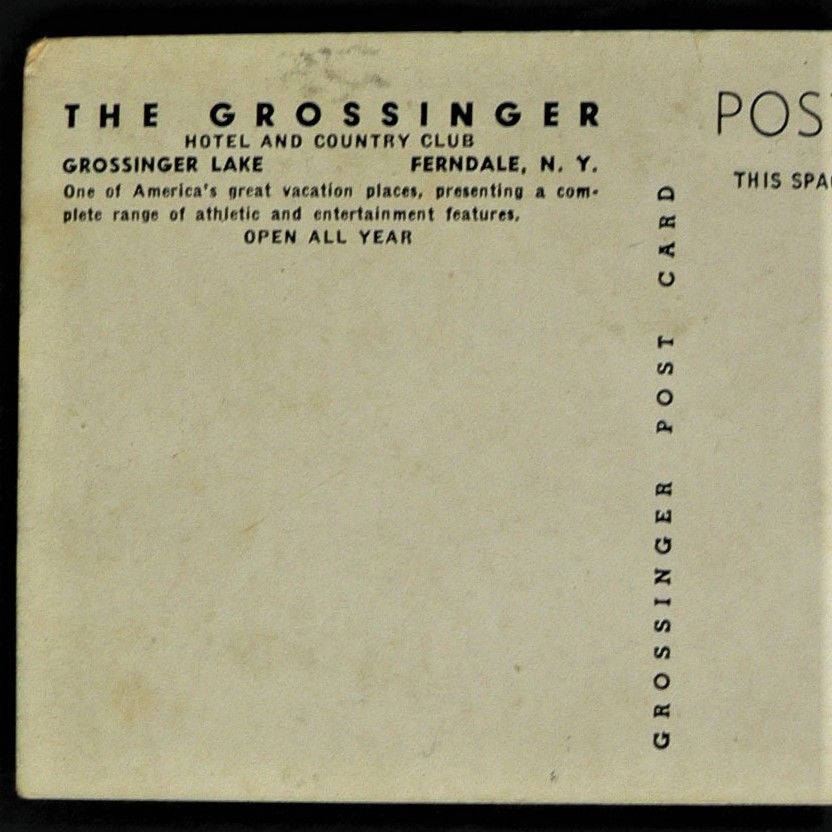 THE GROSSINGER
HOTEL AND COUNTRY CLUB
GROSSINGER LAKE FERNDALE, N. Y.
One of America's great vacation places, presenting a com-
plete range of athletic and entertainment features.
OPEN ALL YEAR
GROSSINGER POST CARD
POS
THIS SPA